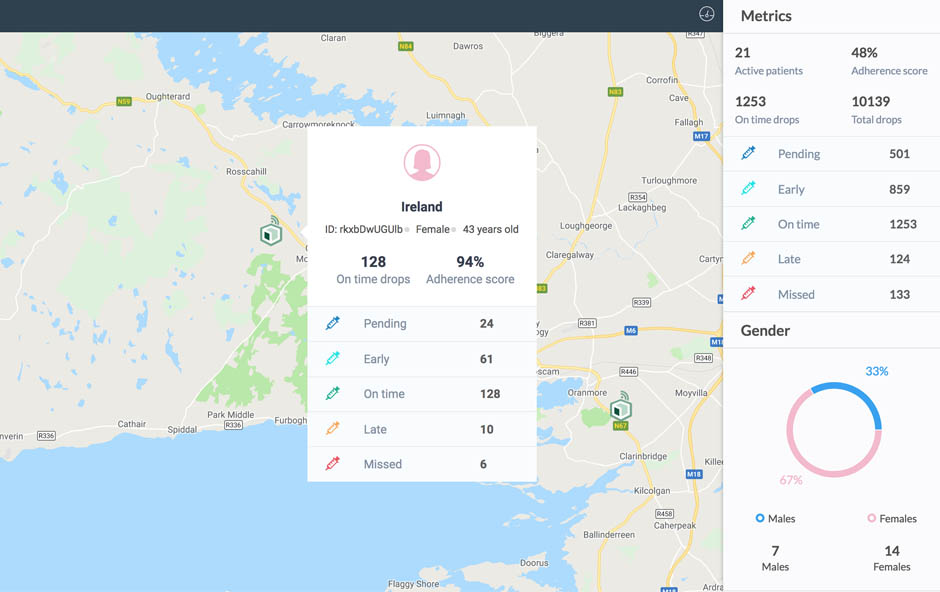 Claran
Biggera
R347
N84
Dawros
Corrofin
N83
Oughterard
N59
Cave
Luimnagh
Fallagh
Carrowmoreknock
M17
Rosscahill
Turloughmore
R354
Lackaghbeg
Loughgeorge
Claregalway
R339
R381
M6
R348
R446
Oranmore
Moyvilla
N67
Park Middle
R336
Cathair
Spiddal
R336
Clarinbridge
M18
Kilcolgan
R458
Caherpeak
Ballinderreen
Doorus
Flaggy Shore
Ireland
ID: rkxbDwUGUlb Female 43 years old
128 94%
On time drops Adherence score
Pending 24
Early 61
On time 128
Late 10
Missed 6
Metrics
21 48%
Active patients Adherence score
1253 10139
On time drops Total drops
Pending 501
Early 859
On time 1253
Late 124
Missed 133
Gender
33%
67%
Males Females
7 14
Males Females